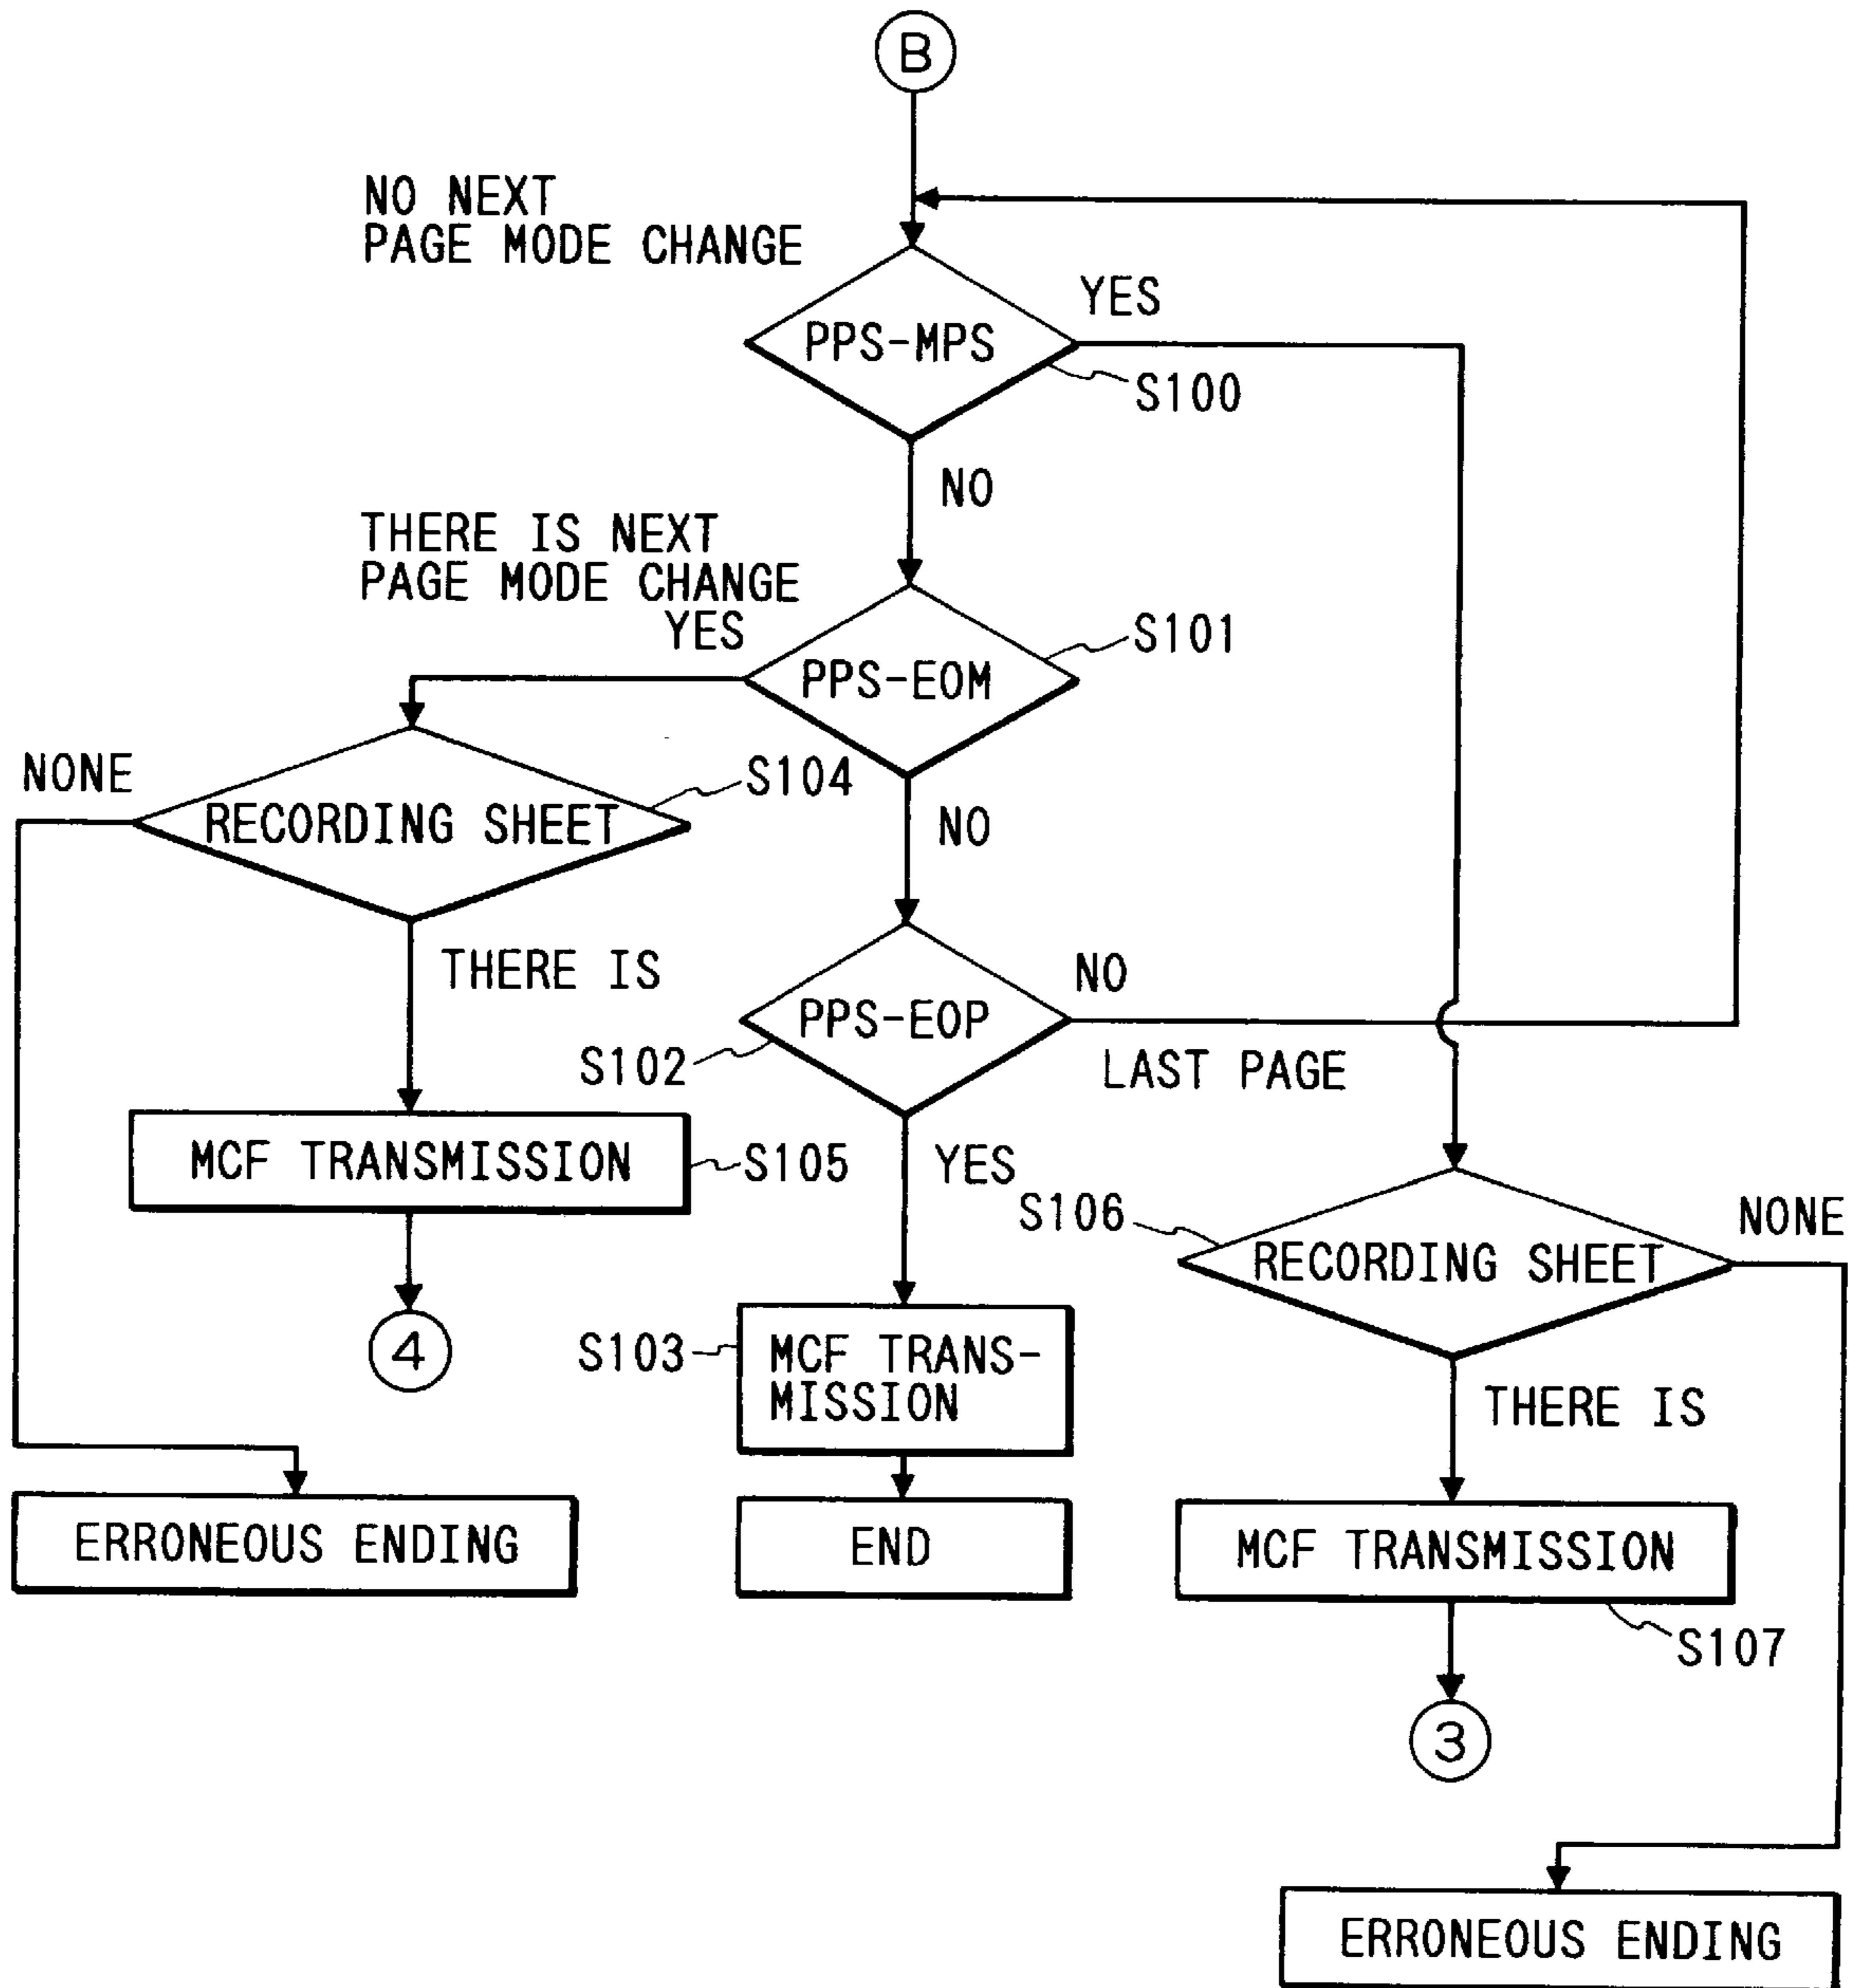 B
NO NEXT
PAGE MODE CHANGE
YES
PPS-MPS
S100
NO
THERE IS NEXT
PAGE MODE CHANGE
YES
S101
PPS-EOM
NONE
S104
RECORDING SHEET
NO
THERE IS
NO
PPS-EOP
S102
LAST PAGE
MCF TRANSMISSION
S105
YES
S106
NONE
RECORDING SHEET
4
S103
MCF TRANS-
MISSION
THERE IS
ERRONEOUS ENDING
END
MCF TRANSMISSION
S107
3
ERRONEOUS ENDING